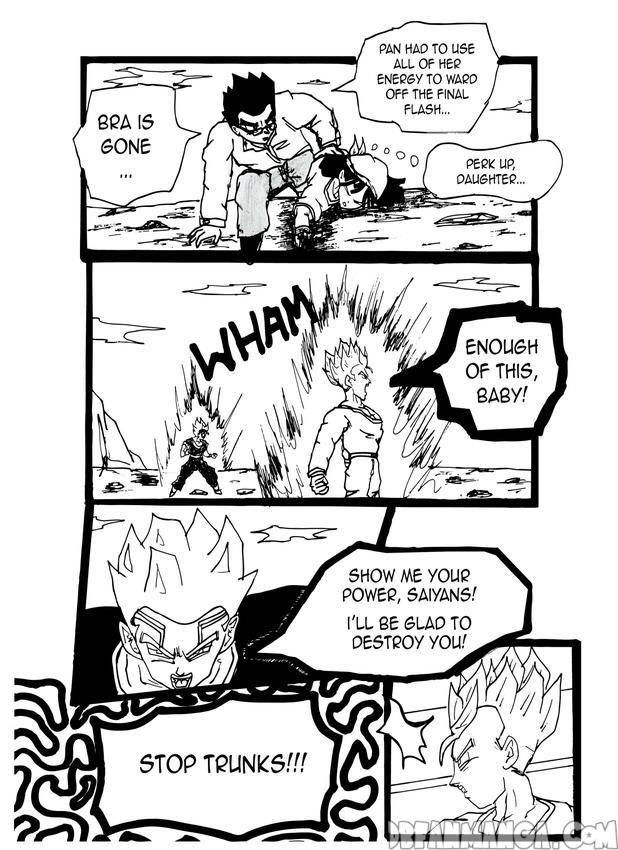 PAN HAD TO USE
ALL OF HER
ENERGY TO WARD
OFF THE FINAL
FLASH...
BRA IS
GONE
...
PERK UP,
DAUGHTER...
WHAM
ENOUGH
OF THIS,
BABY!
SHOW ME YOUR
POWER, SAIYANS!
I'LL BE GLAD TO
DESTROY YOU!
STOP TRUNKS!!!
DBFANMANGA.COM